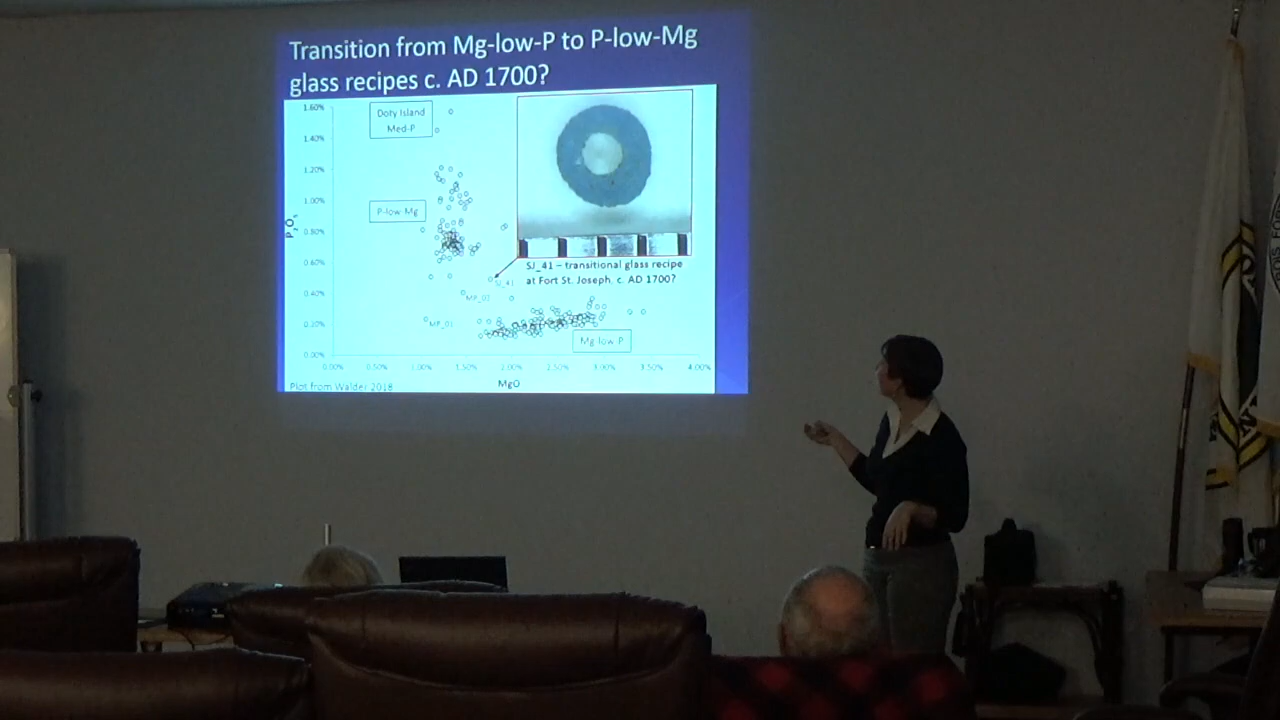 Transition from Mg-low-P to P-low-Mg
glass recipes c. AD 1700?
1.60%
1.40%
1.20%
1.00%
0.80%
0.60%
0.40%
0.20%
0.00%
P₂O₅
Doty Island
Med-P
P-low-Mg
SJ_41
MP_03
MP_01
Mg-low-P
SJ_41 – transitional glass recipe
at Fort St. Joseph. c. AD 1700?
0.00% 0.50% 1.00% 1.50% 2.00% 2.50% 3.00% 3.50% 4.00%
MgO
Plot from Walder 2018